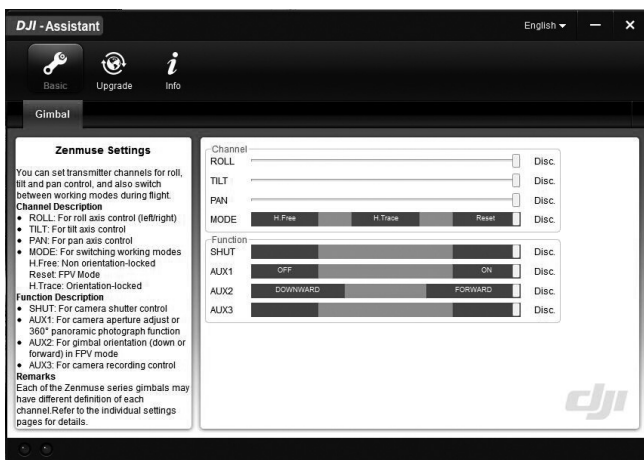 DJI - Assistant
English
Basic
Upgrade
Info
Gimbal
Zenmuse Settings
You can set transmitter channels for roll,
tilt and pan control, and also switch
between working modes during flight.
Channel Description
● ROLL: For roll axis control (left/right)
● TILT: For tilt axis control
● PAN: For pan axis control
● MODE: For switching working modes
H.Free: Non orientation-locked
Reset: FPV Mode
H.Trace: Orientation-locked
Function Description
● SHUT: For camera shutter control
● AUX1: For camera aperture adjust or
360° panoramic photograph function
● AUX2: For gimbal orientation (down or
forward) in FPV mode
● AUX3: For camera recording control
Remarks
Each of the Zenmuse series gimbals may
have different definition of each
channel.Refer to the individual settings
pages for details.
Channel
ROLL Disc.
TILT Disc.
PAN Disc.
MODE H.Free H.Trace Reset Disc.
Function
SHUT Disc.
AUX1 OFF ON Disc.
AUX2 DOWNWARD FORWARD Disc.
AUX3 Disc.
dji